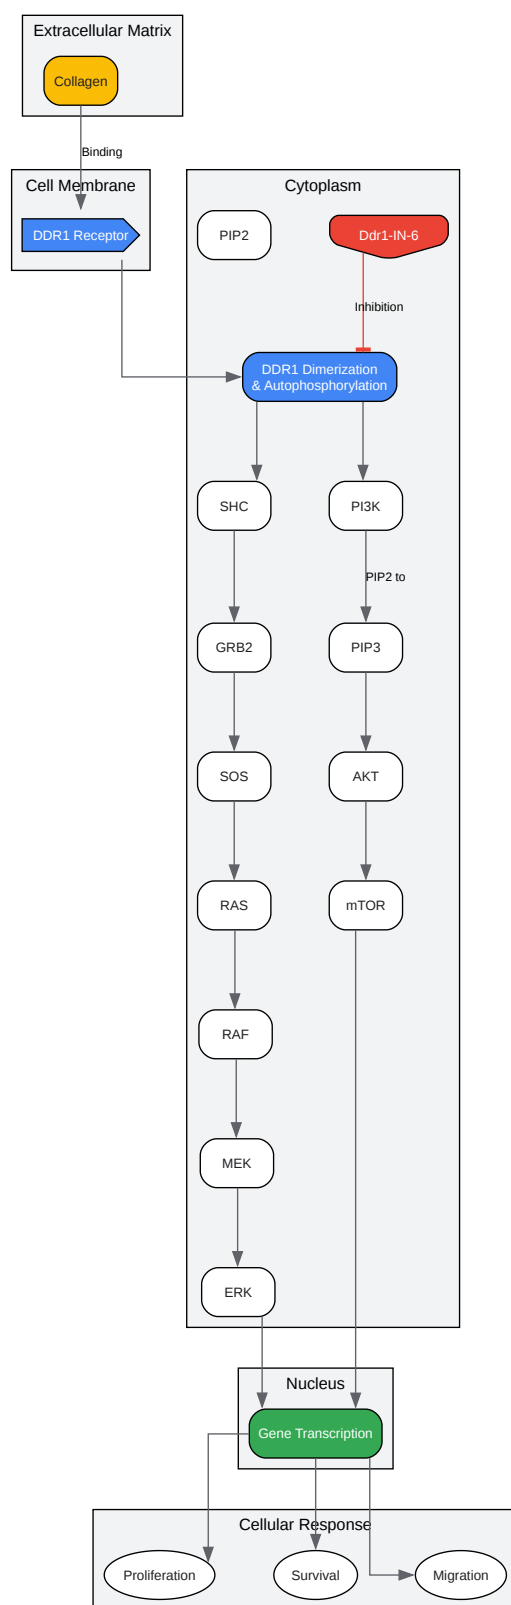 Extracellular Matrix
Collagen
Binding
Cell Membrane
DDR1 Receptor
Cytoplasm
PIP2
Ddr1-IN-6
Inhibition
DDR1 Dimerization
& Autophosphorylation
SHC
PI3K
PIP2 to
GRB2
PIP3
SOS
AKT
RAS
mTOR
RAF
MEK
ERK
Nucleus
Gene Transcription
Cellular Response
Proliferation
Survival
Migration